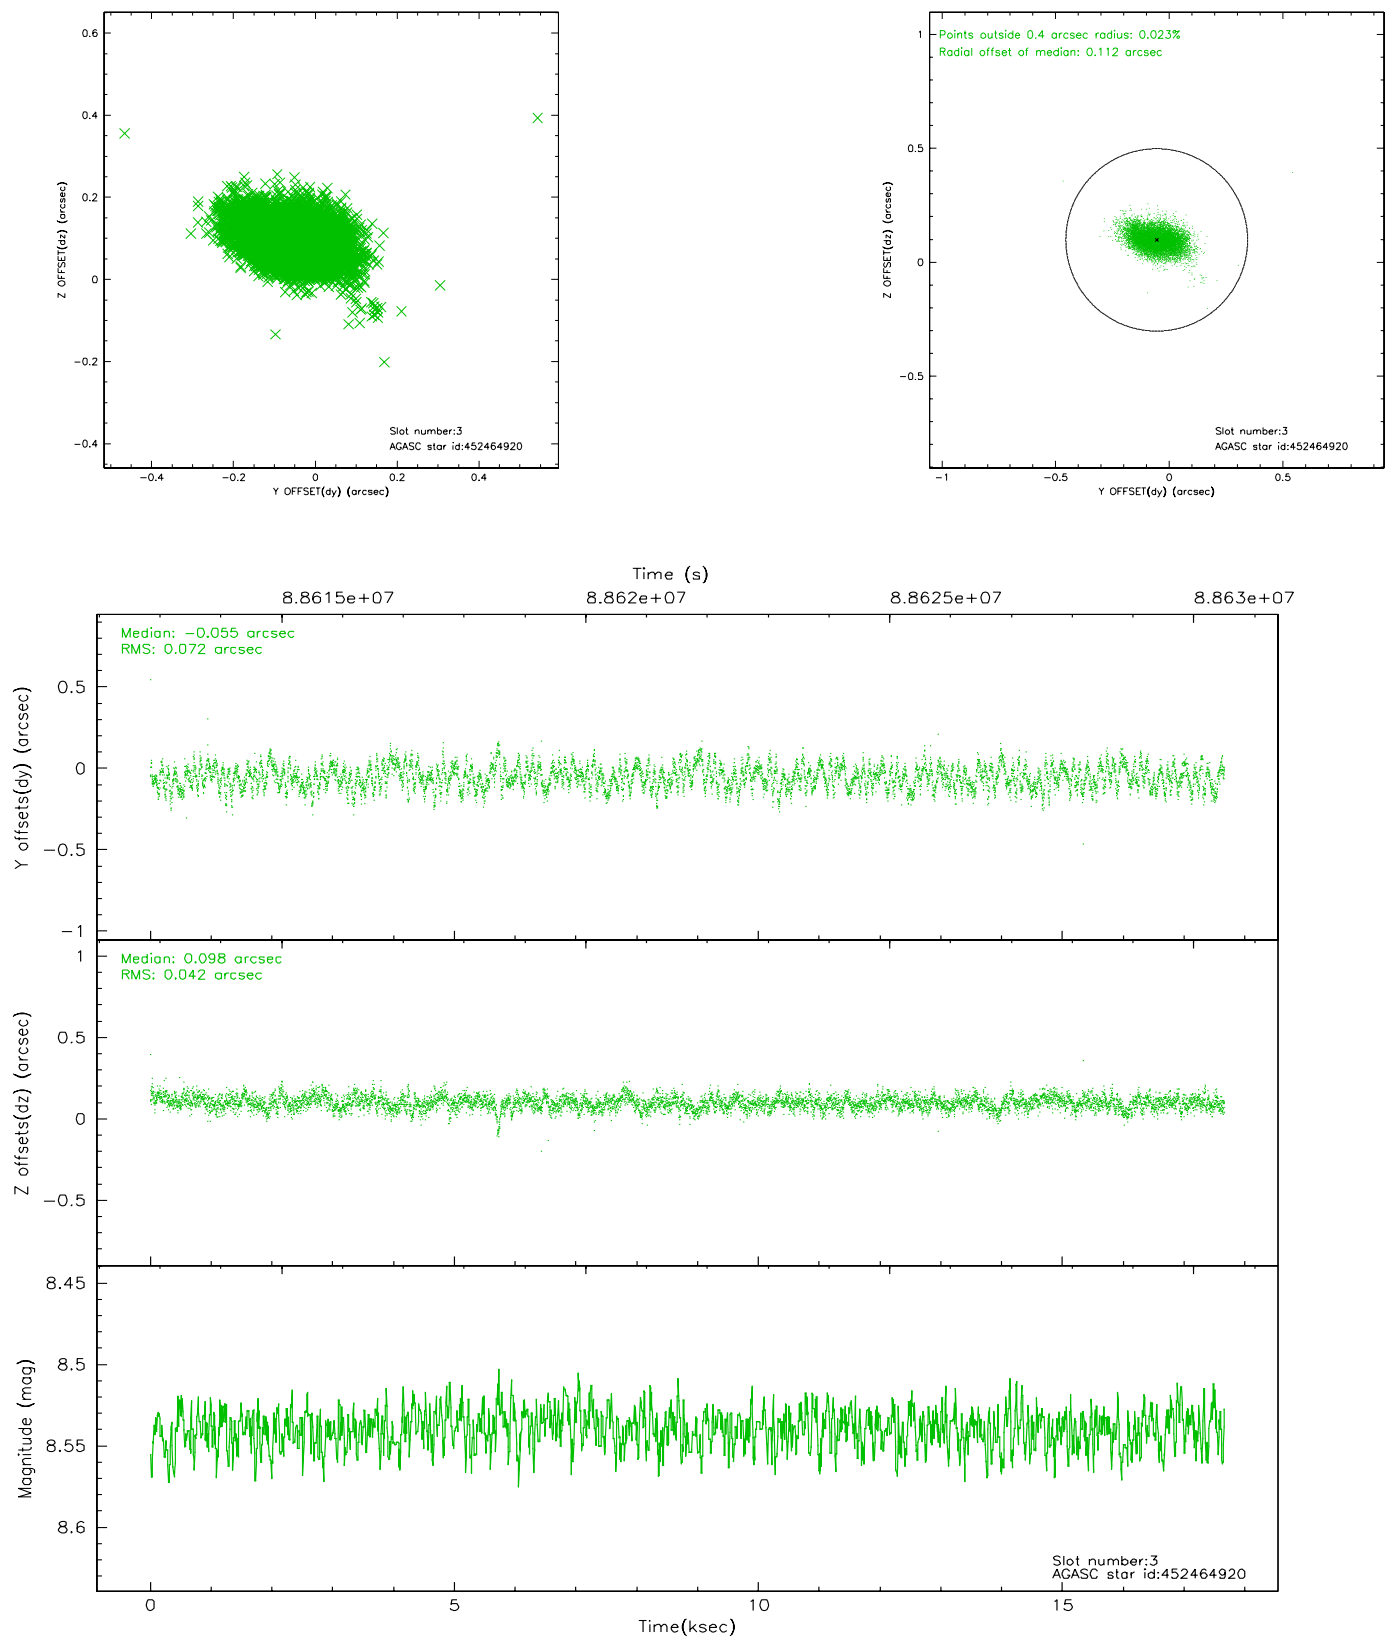 0.6
0.4
0.2
0
-0.2
-0.4
Z OFFSET(dz) (arcsec)
-0.4
-0.2
0
0.2
0.4
Y OFFSET(dy) (arcsec)
Slot number:3
AGASC star id:452464920
Points outside 0.4 arcsec radius: 0.023%
Radial offset of median: 0.112 arcsec
1
0.5
0
-0.5
Z OFFSET(dz) (arcsec)
-1
-0.5
0
0.5
Y OFFSET(dy) (arcsec)
Slot number:3
AGASC star id:452464920
Time (s)
8.8615e+07
8.862e+07
8.8625e+07
8.863e+07
Median: -0.055 arcsec
RMS: 0.072 arcsec
0.5
0
-0.5
-1
Y offsets(dy) (arcsec)
Median: 0.098 arcsec
RMS: 0.042 arcsec
1
0.5
0
-0.5
Z offsets(dz) (arcsec)
8.45
8.5
8.55
8.6
Magnitude (mag)
Slot number:3
AGASC star id:452464920
0
5
10
15
Time(ksec)